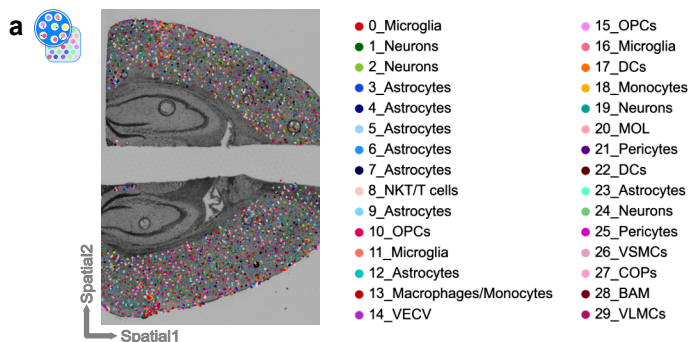 a
0_Microglia
1_Neurons
2_Neurons
3_Astrocytes
4_Astrocytes
5_Astrocytes
6_Astrocytes
7_Astrocytes
8_NKT/T cells
9_Astrocytes
10_OPCs
11_Microglia
12_Astrocytes
13_Macrophages/Monocytes
14_VECV
15_OPCs
16_Microglia
17_DCs
18_Monocytes
19_Neurons
20_MOL
21_Pericytes
22_DCs
23_Astrocytes
24_Neurons
25_Pericytes
26_VSMCs
27_COPs
28_BAM
29_VLMCs
Spatial2
Spatial1